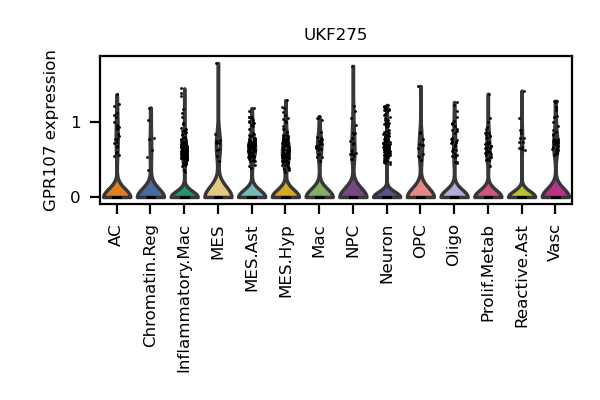 UKF275
GPR107 expression
1
0
AC
Chromatin.Reg
Inflammatory.Mac
MES
MES.Ast
MES.Hyp
Mac
NPC
Neuron
OPC
Oligo
Prolif.Metab
Reactive.Ast
Vasc